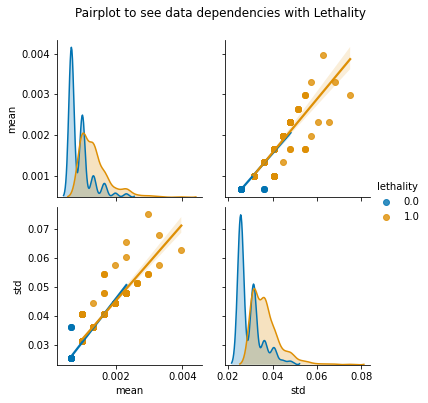 Pairplot to see data dependencies with Lethality
0.004
0.003
0.002
0.001
mean
lethality
0.0
1.0
0.07
0.06
0.05
0.04
0.03
std
0.002 0.004
mean
0.02 0.04 0.06 0.08
std